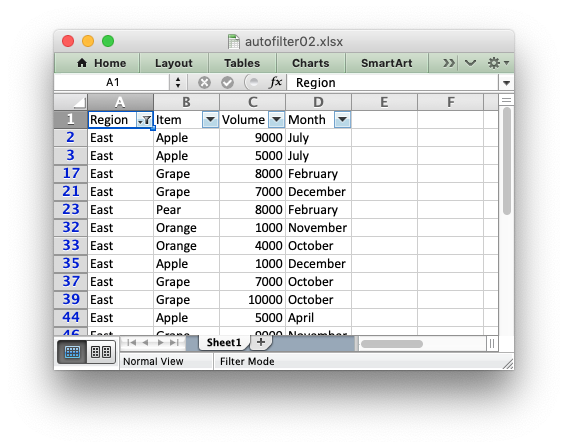 autofilter02.xlsx
Home Layout Tables Charts SmartArt
A1 fx Region
A B C D E F
1 Region Item Volume Month
2 East Apple 9000 July
3 East Apple 5000 July
17 East Grape 8000 February
21 East Grape 7000 December
23 East Pear 8000 February
32 East Orange 1000 November
33 East Orange 4000 October
35 East Apple 1000 December
37 East Grape 7000 October
39 East Grape 10000 October
44 East Apple 5000 April
46 East Grape 9000 November
Sheet1
Normal View Filter Mode